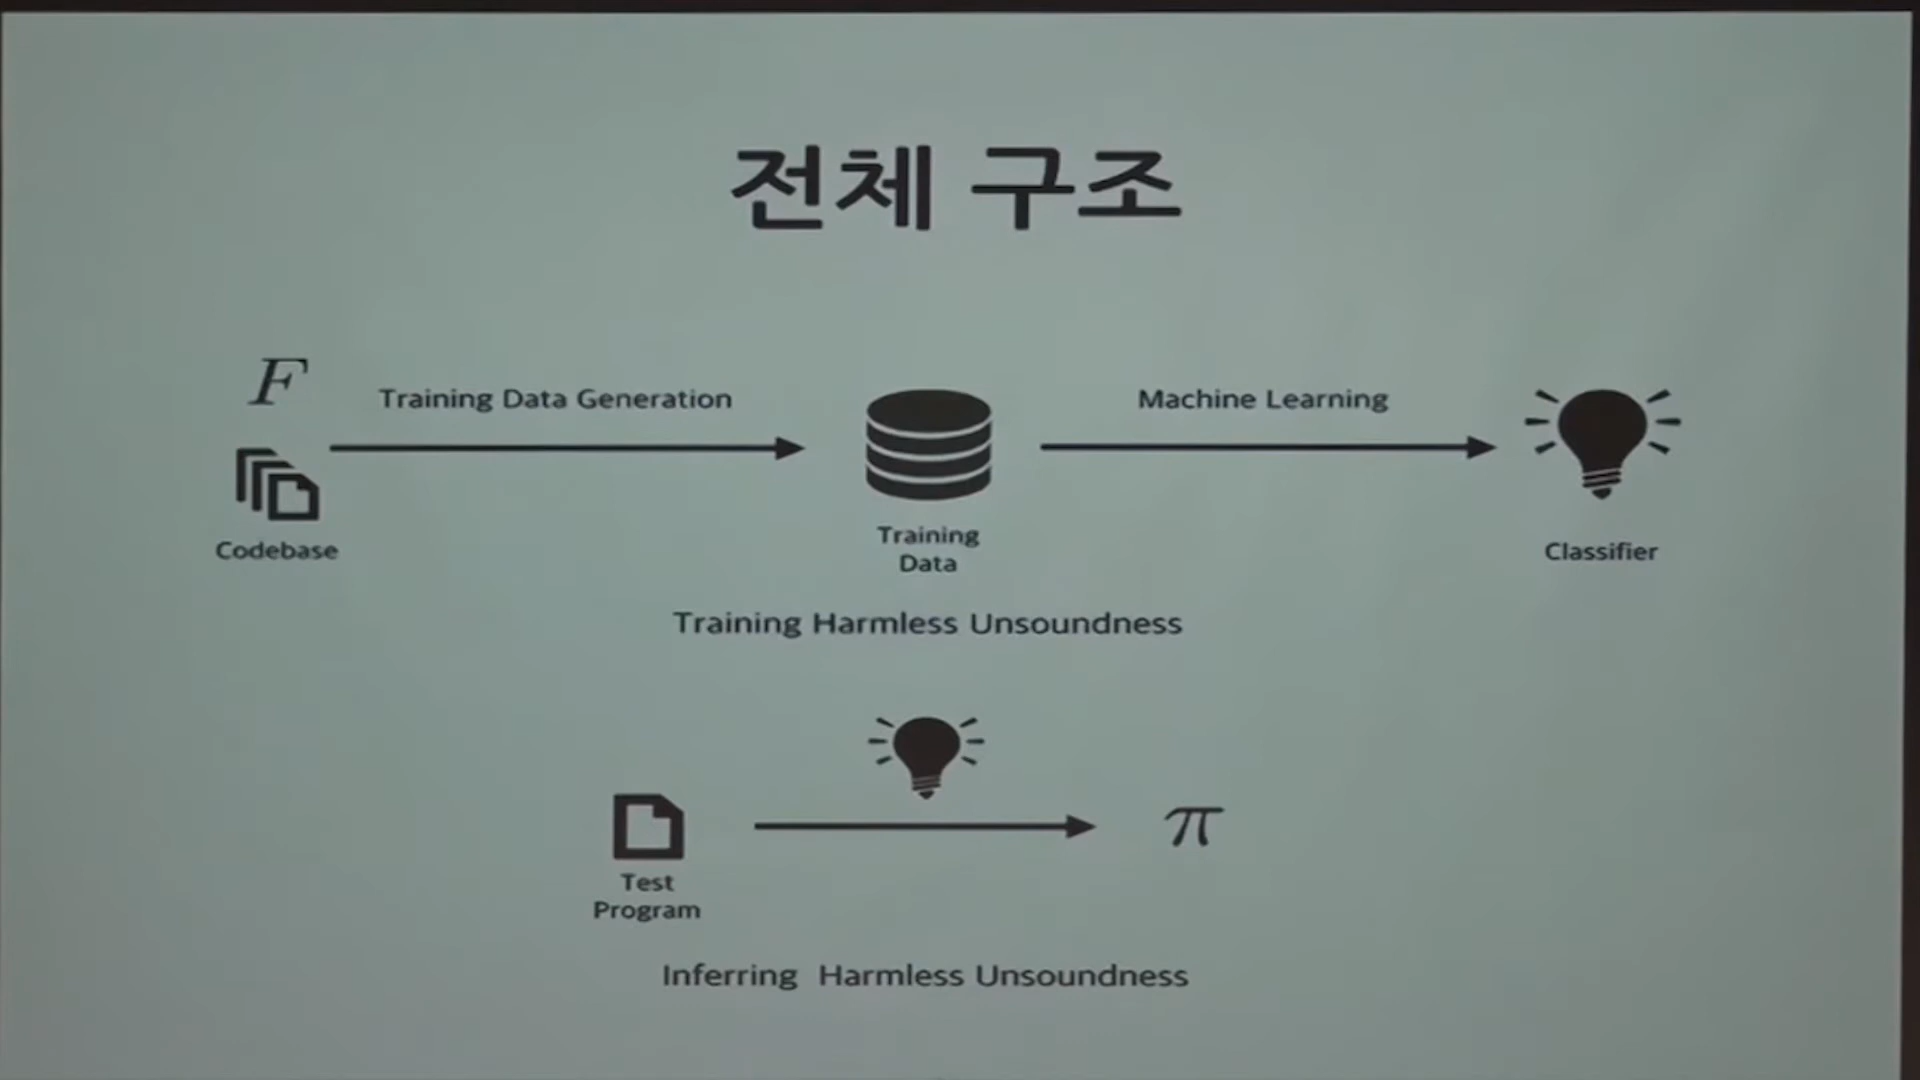 전체 구조
F
Training Data Generation
Machine Learning
Codebase
Training
Data
Classifier
Training Harmless Unsoundness
π
Test
Program
Inferring Harmless Unsoundness